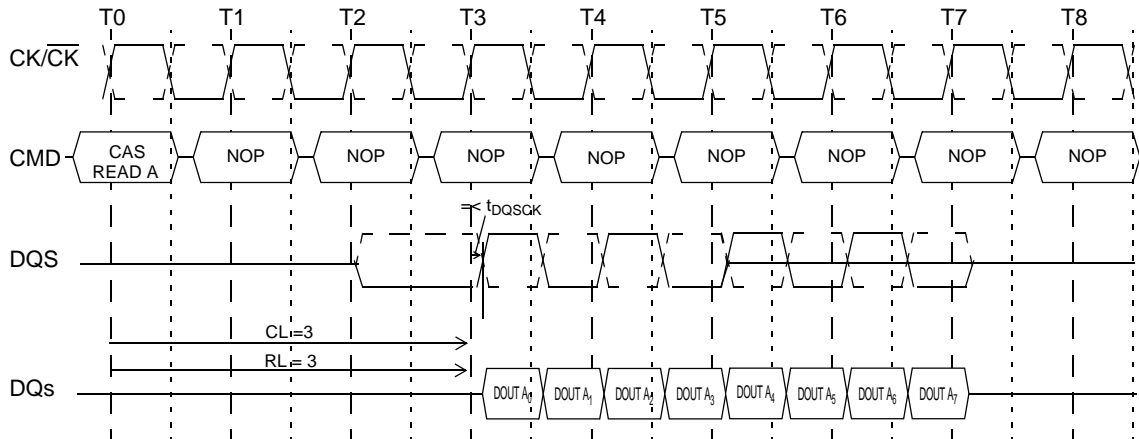 T0 T1 T2 T3 T4 T5 T6 T7 T8
CK/CK
CMD CAS READ A NOP NOP NOP NOP NOP NOP NOP NOP
=< tDQSCK
DQS
CL =3
RL = 3
DQs DOUT A0 DOUT A1 DOUT A2 DOUT A3 DOUT A4 DOUT A5 DOUT A6 DOUT A7